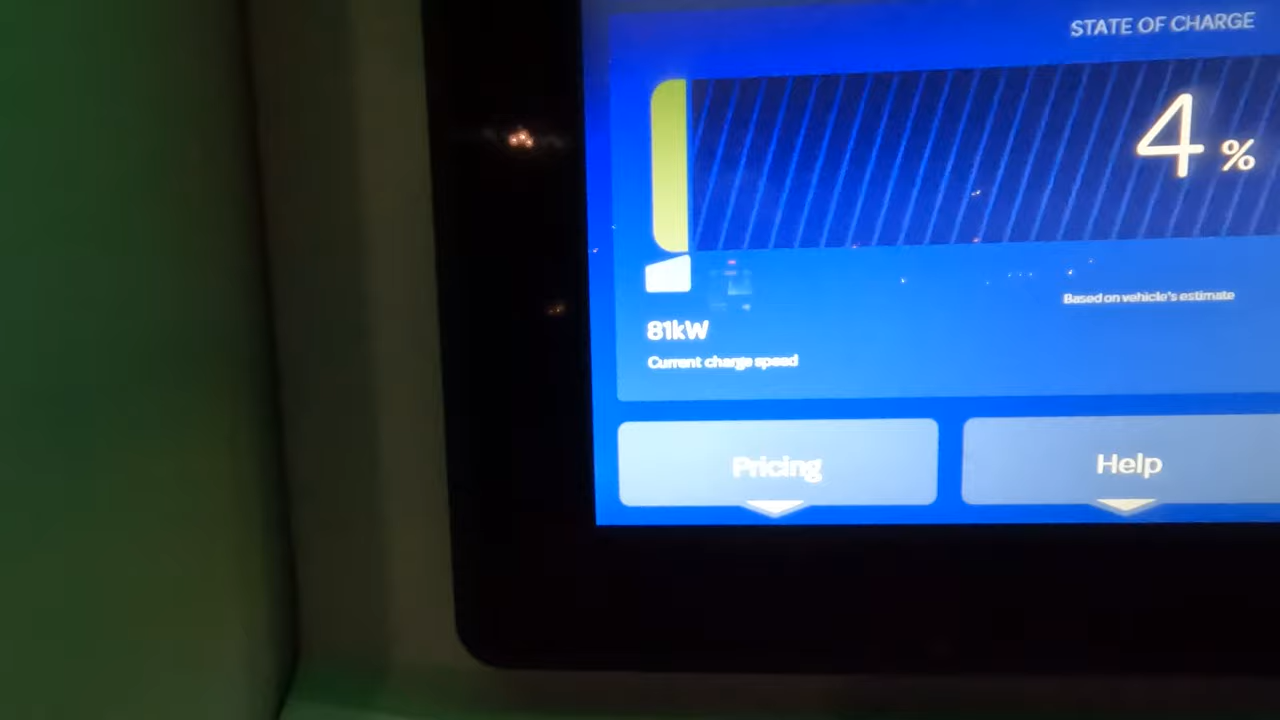 STATE OF CHARGE
4 %
Based on vehicle's estimate
81kW
Current charge speed
Pricing
Help